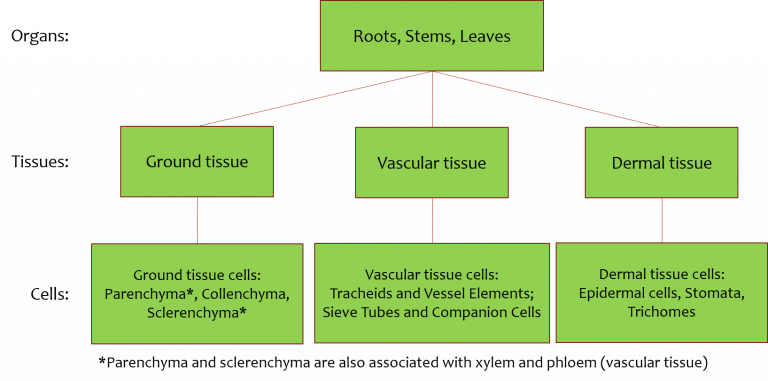 Organs:
Roots, Stems, Leaves
Tissues:
Ground tissue
Vascular tissue
Dermal tissue
Cells:
Ground tissue cells:
Parenchyma*, Collenchyma,
Sclerenchyma*
Vascular tissue cells:
Tracheids and Vessel Elements;
Sieve Tubes and Companion Cells
Dermal tissue cells:
Epidermal cells, Stomata,
Trichomes
*Parenchyma and sclerenchyma are also associated with xylem and phloem (vascular tissue)